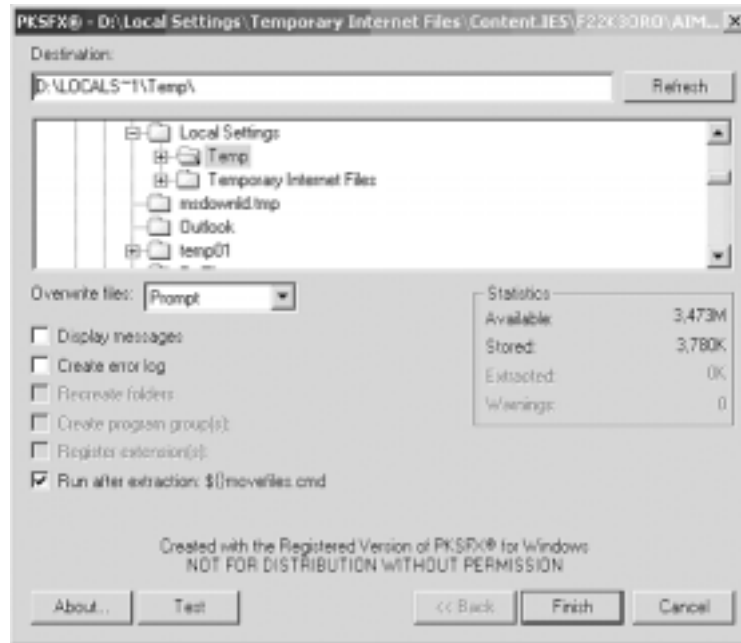 PKSFX® - D:\Local Settings\Temporary Internet Files\Content.IE5\F22K3ORO\AIM...
Destination:
D:\LOCALS~1\Temp\
Refresh
Local Settings
Temp
Temporary Internet Files
msdownld.tmp
Outlook
temp01
Overwrite files: Prompt
Statistics
Available: 3,473M
Stored: 3,780K
Extracted: 0K
Warnings: 0
Display messages
Create error log
Recreate folders
Create program group(s):
Register extension(s):
Run after extraction: $()movefiles.cmd
Created with the Registered Version of PKSFX® for Windows
NOT FOR DISTRIBUTION WITHOUT PERMISSION
About...
Test
<< Back
Finish
Cancel